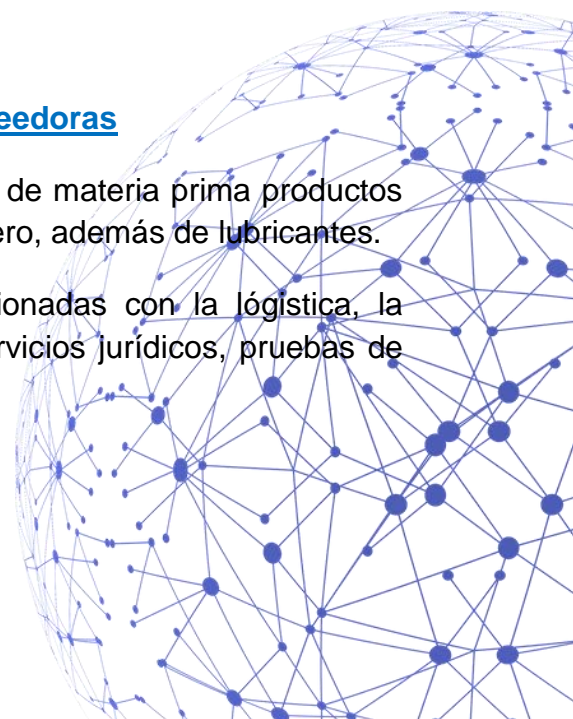 eedoras
de materia prima productos
ero, además de lubricantes.
ionadas con la lógistica, la
rvicios jurídicos, pruebas de